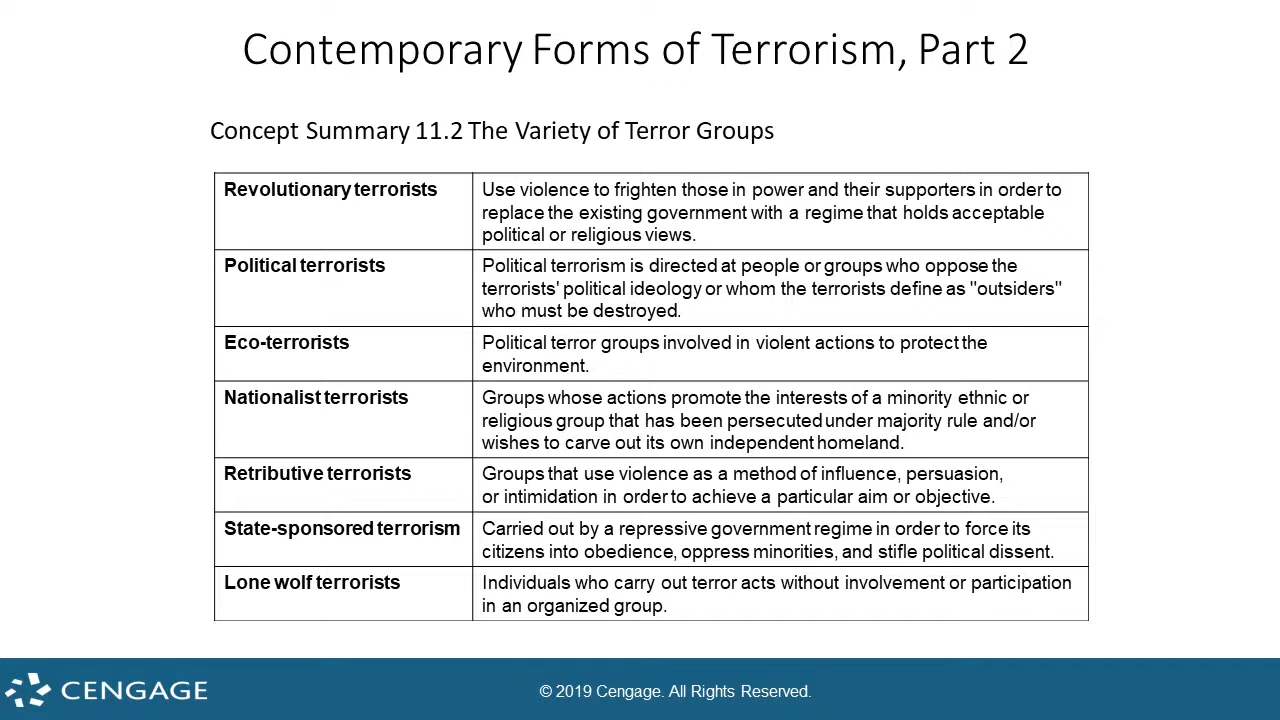 Contemporary Forms of Terrorism, Part 2
Concept Summary 11.2 The Variety of Terror Groups
Revolutionary terrorists
Use violence to frighten those in power and their supporters in order to
replace the existing government with a regime that holds acceptable
political or religious views.
Political terrorists
Political terrorism is directed at people or groups who oppose the
terrorists' political ideology or whom the terrorists define as "outsiders"
who must be destroyed.
Eco-terrorists
Political terror groups involved in violent actions to protect the
environment.
Nationalist terrorists
Groups whose actions promote the interests of a minority ethnic or
religious group that has been persecuted under majority rule and/or
wishes to carve out its own independent homeland.
Retributive terrorists
Groups that use violence as a method of influence, persuasion,
or intimidation in order to achieve a particular aim or objective.
State-sponsored terrorism
Carried out by a repressive government regime in order to force its
citizens into obedience, oppress minorities, and stifle political dissent.
Lone wolf terrorists
Individuals who carry out terror acts without involvement or participation
in an organized group.
CENGAGE
© 2019 Cengage. All Rights Reserved.